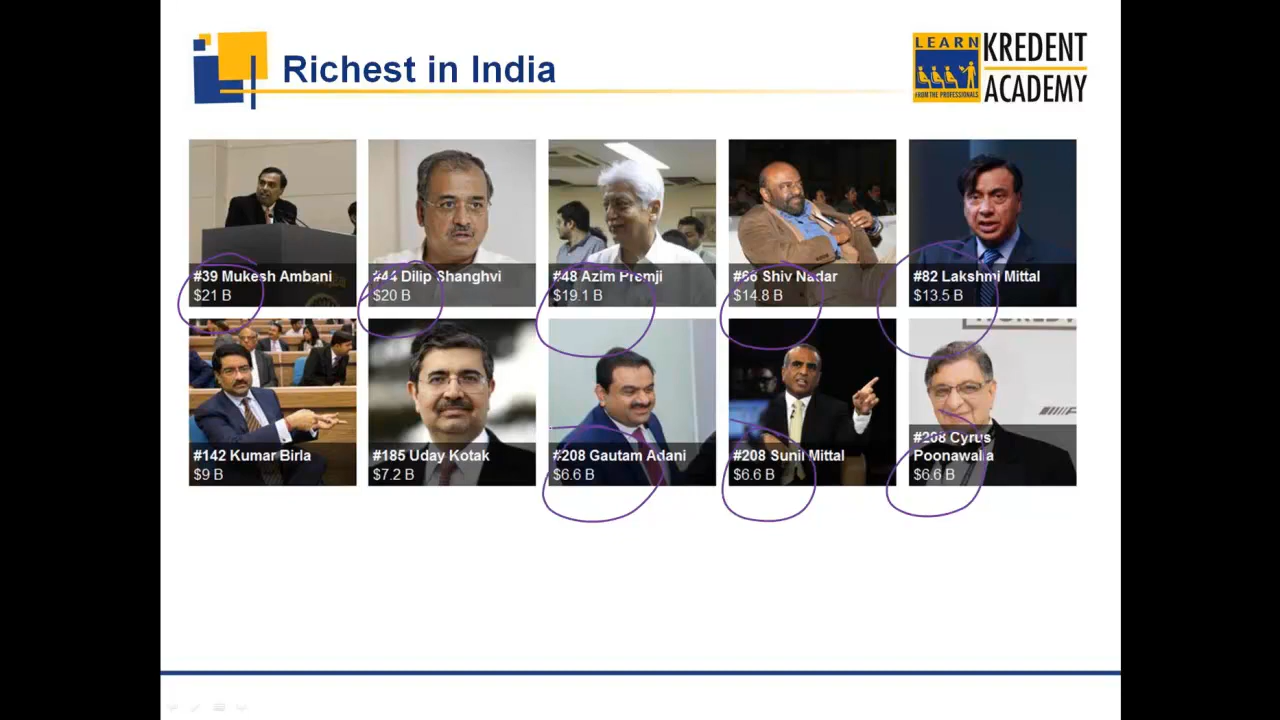 Richest in India
LEARN
FROM THE PROFESSIONALS
KREDENT
ACADEMY
#39 Mukesh Ambani
$21 B
#44 Dilip Shanghvi
$20 B
#48 Azim Premji
$19.1 B
#66 Shiv Nadar
$14.8 B
#82 Lakshmi Mittal
$13.5 B
#142 Kumar Birla
$9 B
#185 Uday Kotak
$7.2 B
#208 Gautam Adani
$6.6 B
#208 Sunil Mittal
$6.6 B
#208 Cyrus
Poonawalla
$6.6 B